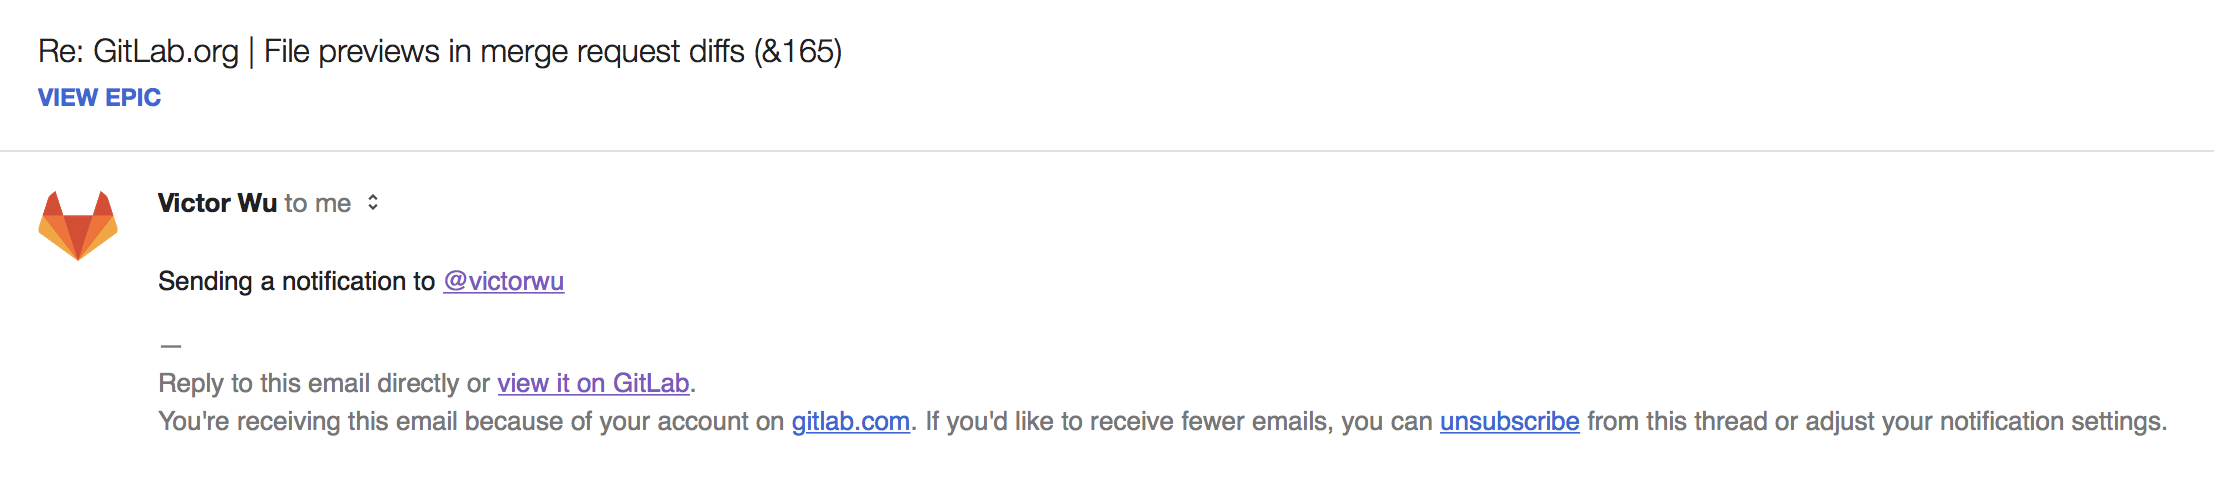 Re: GitLab.org | File previews in merge request diffs (&165)
VIEW EPIC
Victor Wu to me
Sending a notification to @victorwu
—
Reply to this email directly or view it on GitLab.
You're receiving this email because of your account on gitlab.com. If you'd like to receive fewer emails, you can unsubscribe from this thread or adjust your notification settings.